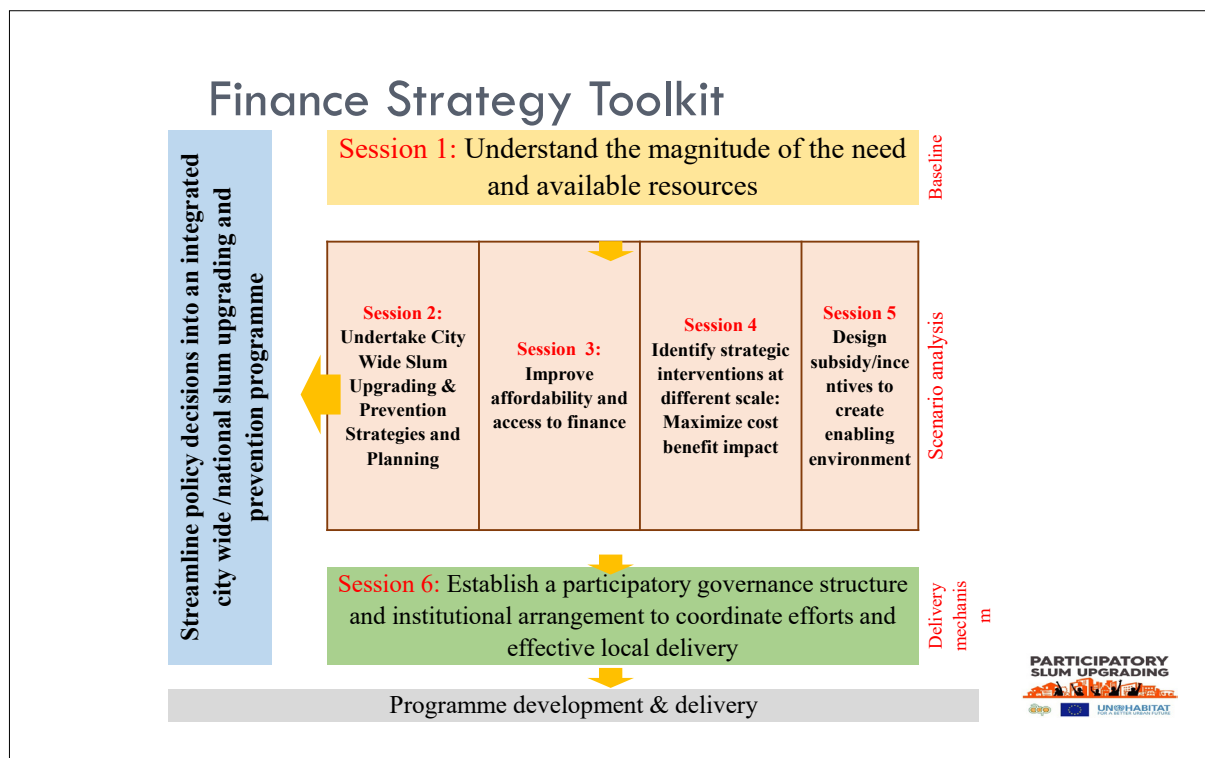 Finance Strategy Toolkit
Streamline policy decisions into an integrated
city wide /national slum upgrading and
prevention programme
Session 1: Understand the magnitude of the need
and available resources
Baseline
Session 2:
Undertake City
Wide Slum
Upgrading &
Prevention
Strategies and
Planning
Session 3:
Improve
affordability and
access to finance
Session 4
Identify strategic
interventions at
different scale:
Maximize cost
benefit impact
Session 5
Design
subsidy/ince
ntives to
create
enabling
environment
Scenario analysis
Session 6: Establish a participatory governance structure
and institutional arrangement to coordinate efforts and
effective local delivery
Delivery
mechanis
m
Programme development & delivery
PARTICIPATORY
SLUM UPGRADING
UN HABITAT
FOR A BETTER URBAN FUTURE